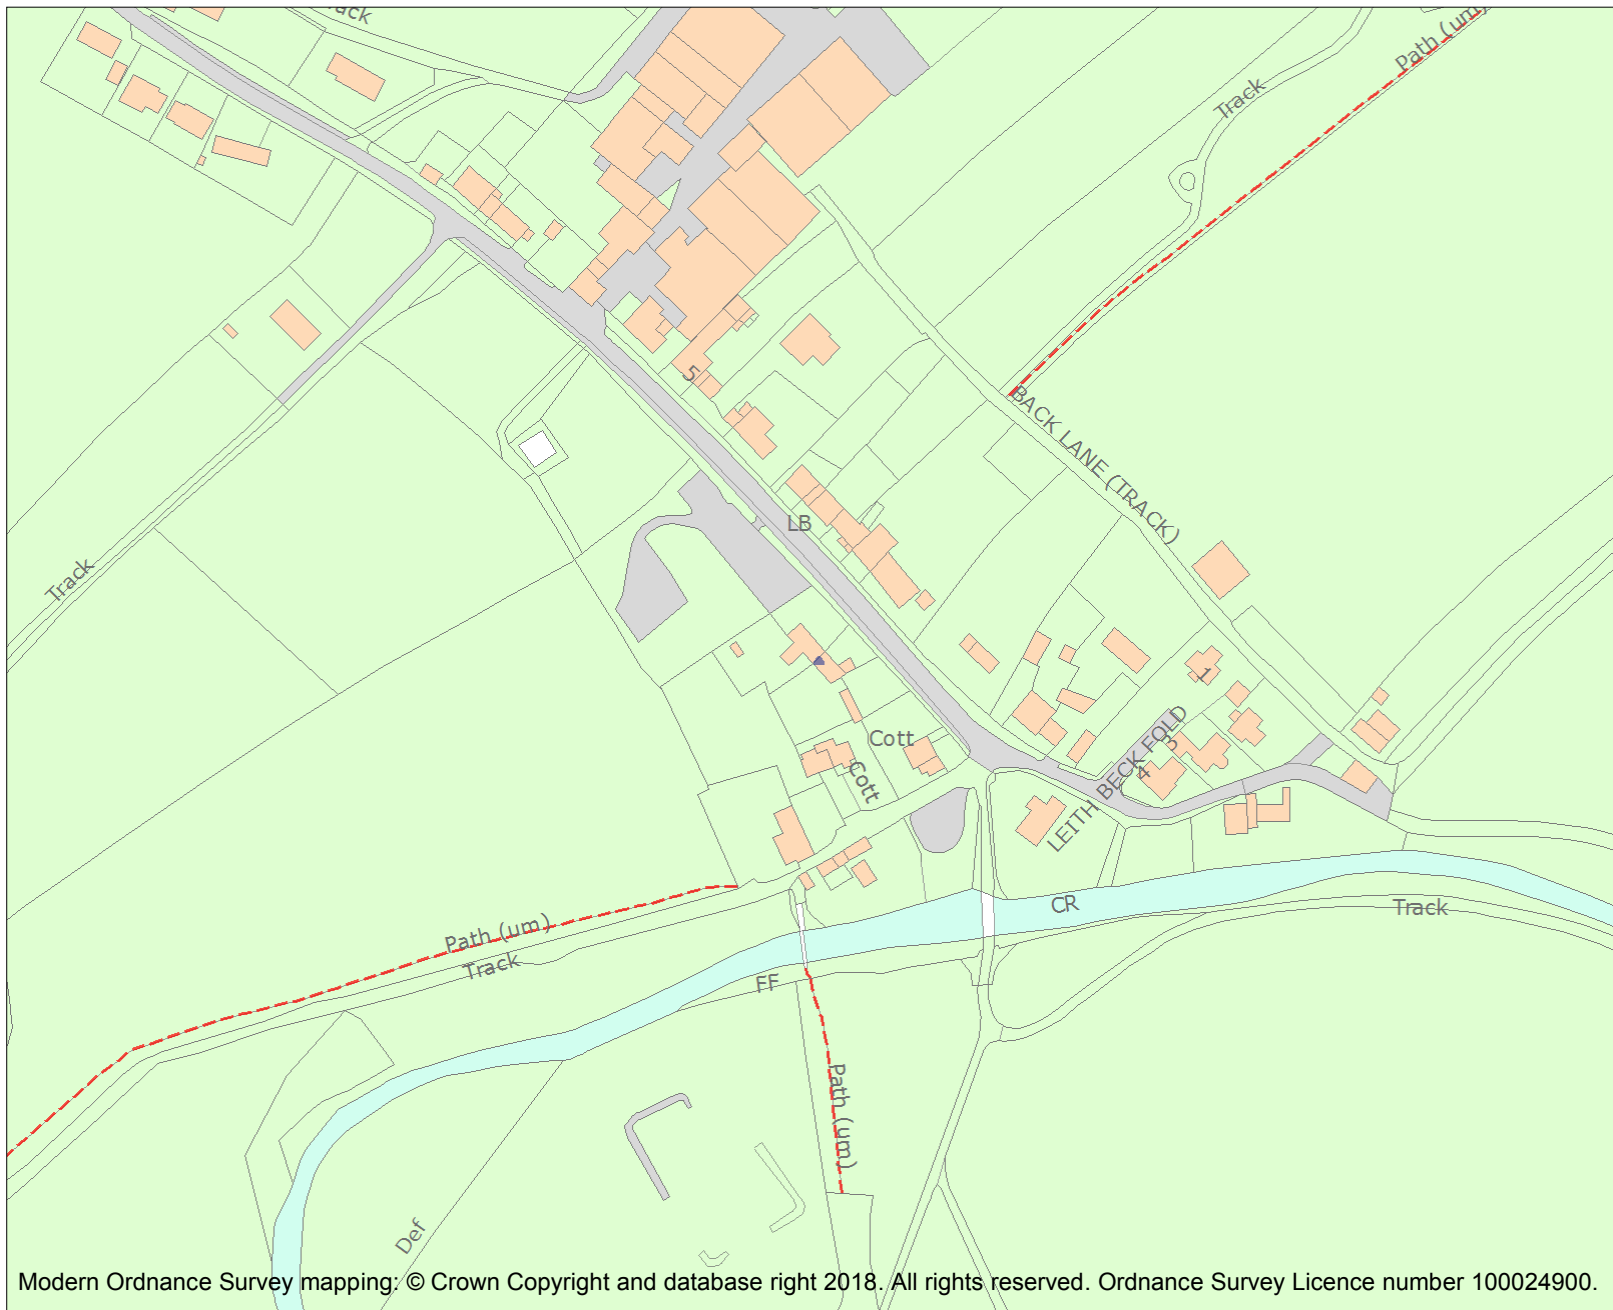 Track
Path (um)
Track
5
BACK LANE (TRACK)
LB
Track
1
LEITH BECK FOLD
3
4
Cott
Cott
CR
Track
Path (um)
Track
FF
Path (um)
Def
Modern Ordnance Survey mapping: © Crown Copyright and database right 2018. All rights reserved. Ordnance Survey Licence number 100024900.